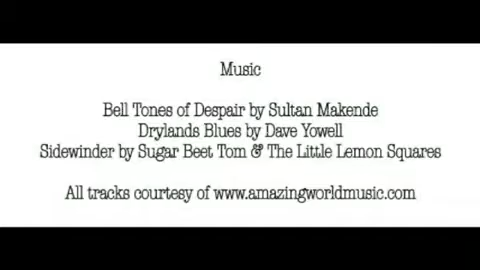 Music
Bell Tones of Despair by Sultan Makende
Drylands Blues by Dave Yowell
Sidewinder by Sugar Beet Tom & The Little Lemon Squares
All tracks courtesy of www.amazingworldmusic.com